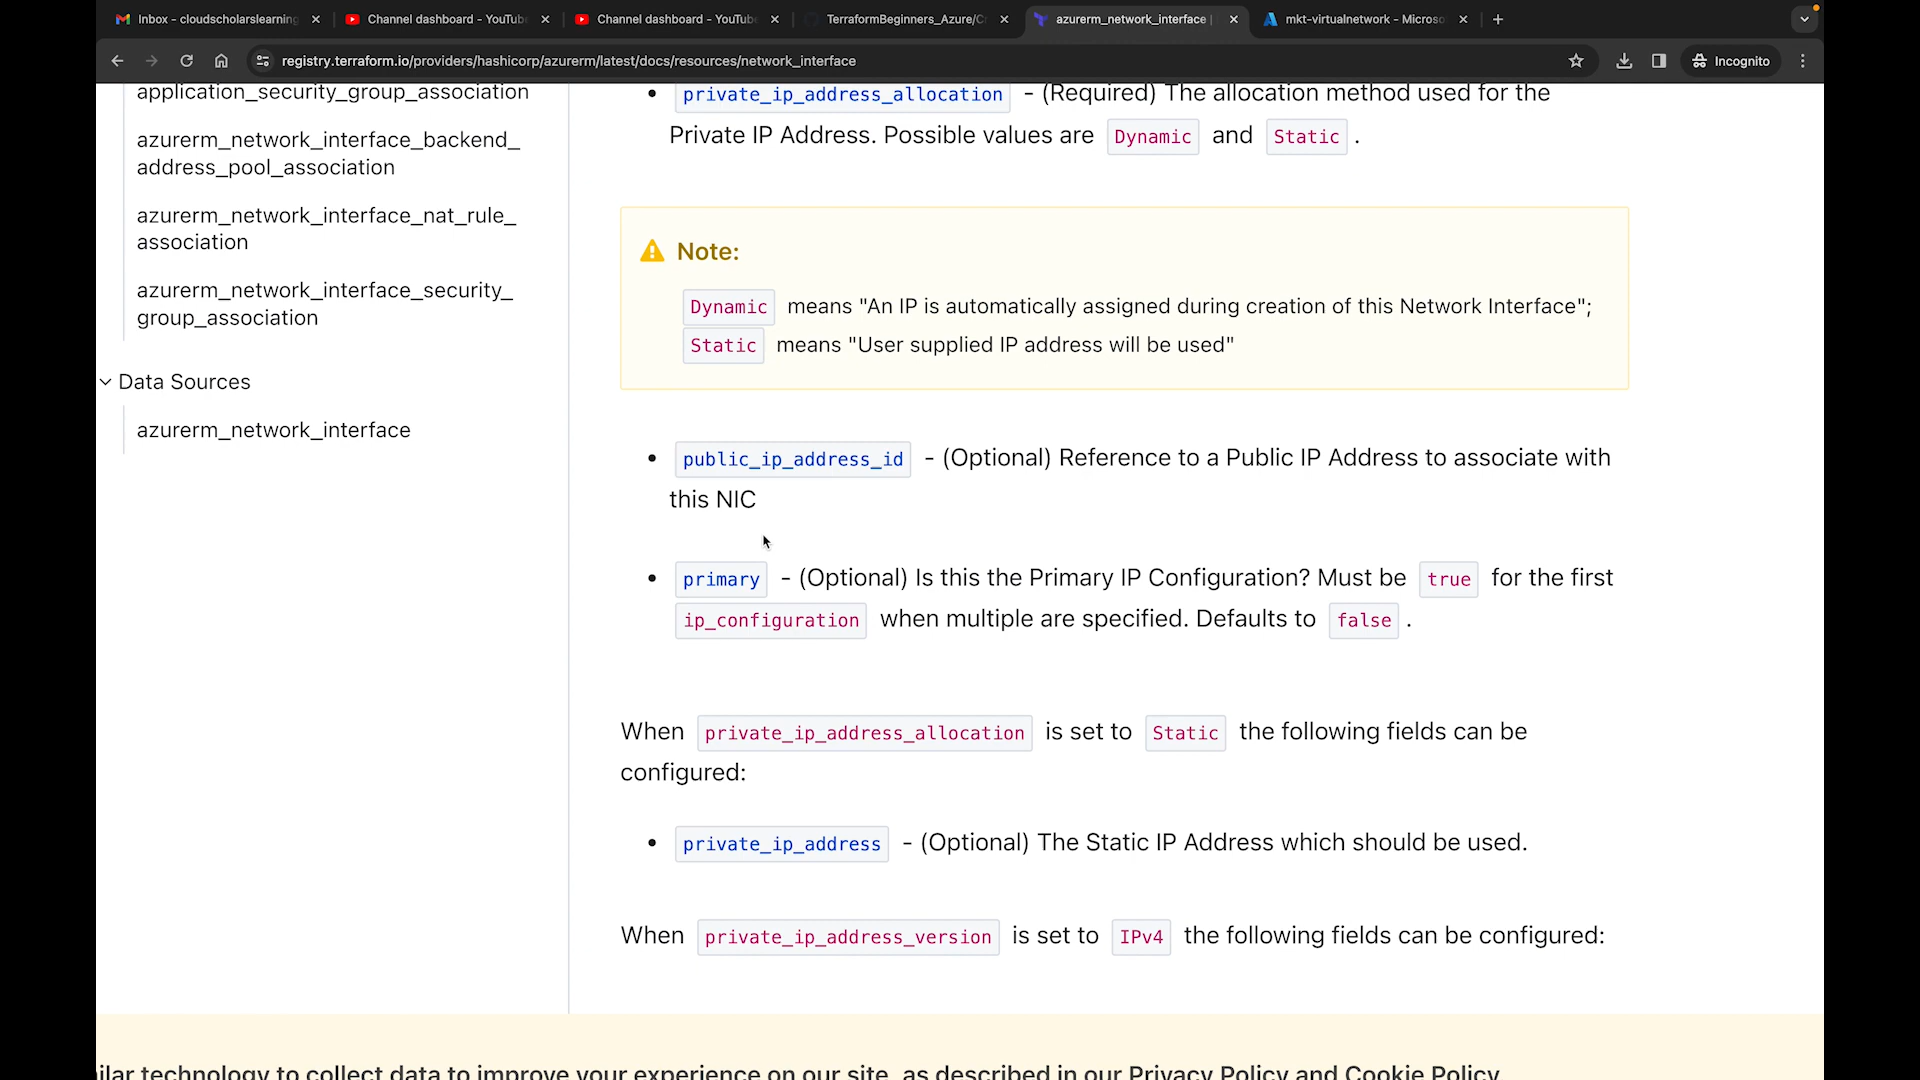 Inbox - cloudscholarslearning
Channel dashboard - YouTube
Channel dashboard - YouTube
TerraformBeginners_Azure/C
azurerm_network_interface |
mkt-virtualnetwork - Microso
registry.terraform.io/providers/hashicorp/azurerm/latest/docs/resources/network_interface
Incognito
application_security_group_association
azurerm_network_interface_backend_
address_pool_association
azurerm_network_interface_nat_rule_
association
azurerm_network_interface_security_
group_association
Data Sources
azurerm_network_interface
private_ip_address_allocation - (Required) The allocation method used for the
Private IP Address. Possible values are Dynamic and Static .
Note:
Dynamic means "An IP is automatically assigned during creation of this Network Interface";
Static means "User supplied IP address will be used"
public_ip_address_id - (Optional) Reference to a Public IP Address to associate with
this NIC
primary - (Optional) Is this the Primary IP Configuration? Must be true for the first
ip_configuration when multiple are specified. Defaults to false .
When private_ip_address_allocation is set to Static the following fields can be
configured:
private_ip_address - (Optional) The Static IP Address which should be used.
When private_ip_address_version is set to IPv4 the following fields can be configured:
ilar technology to collect data to improve your experience on our site, as described in our Privacy Policy and Cookie Policy.